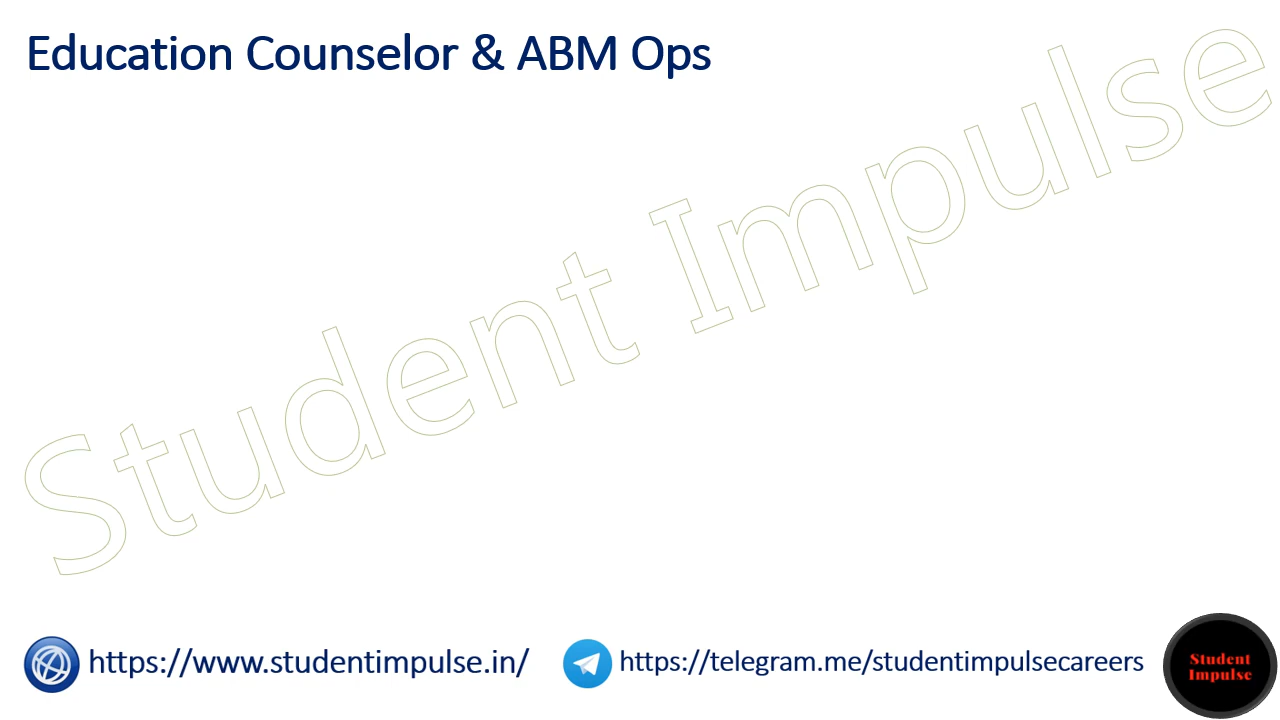 Education Counselor & ABM Ops
Student Impulse
https://www.studentimpulse.in/
https://telegram.me/studentimpulsecareers
Student
Impulse